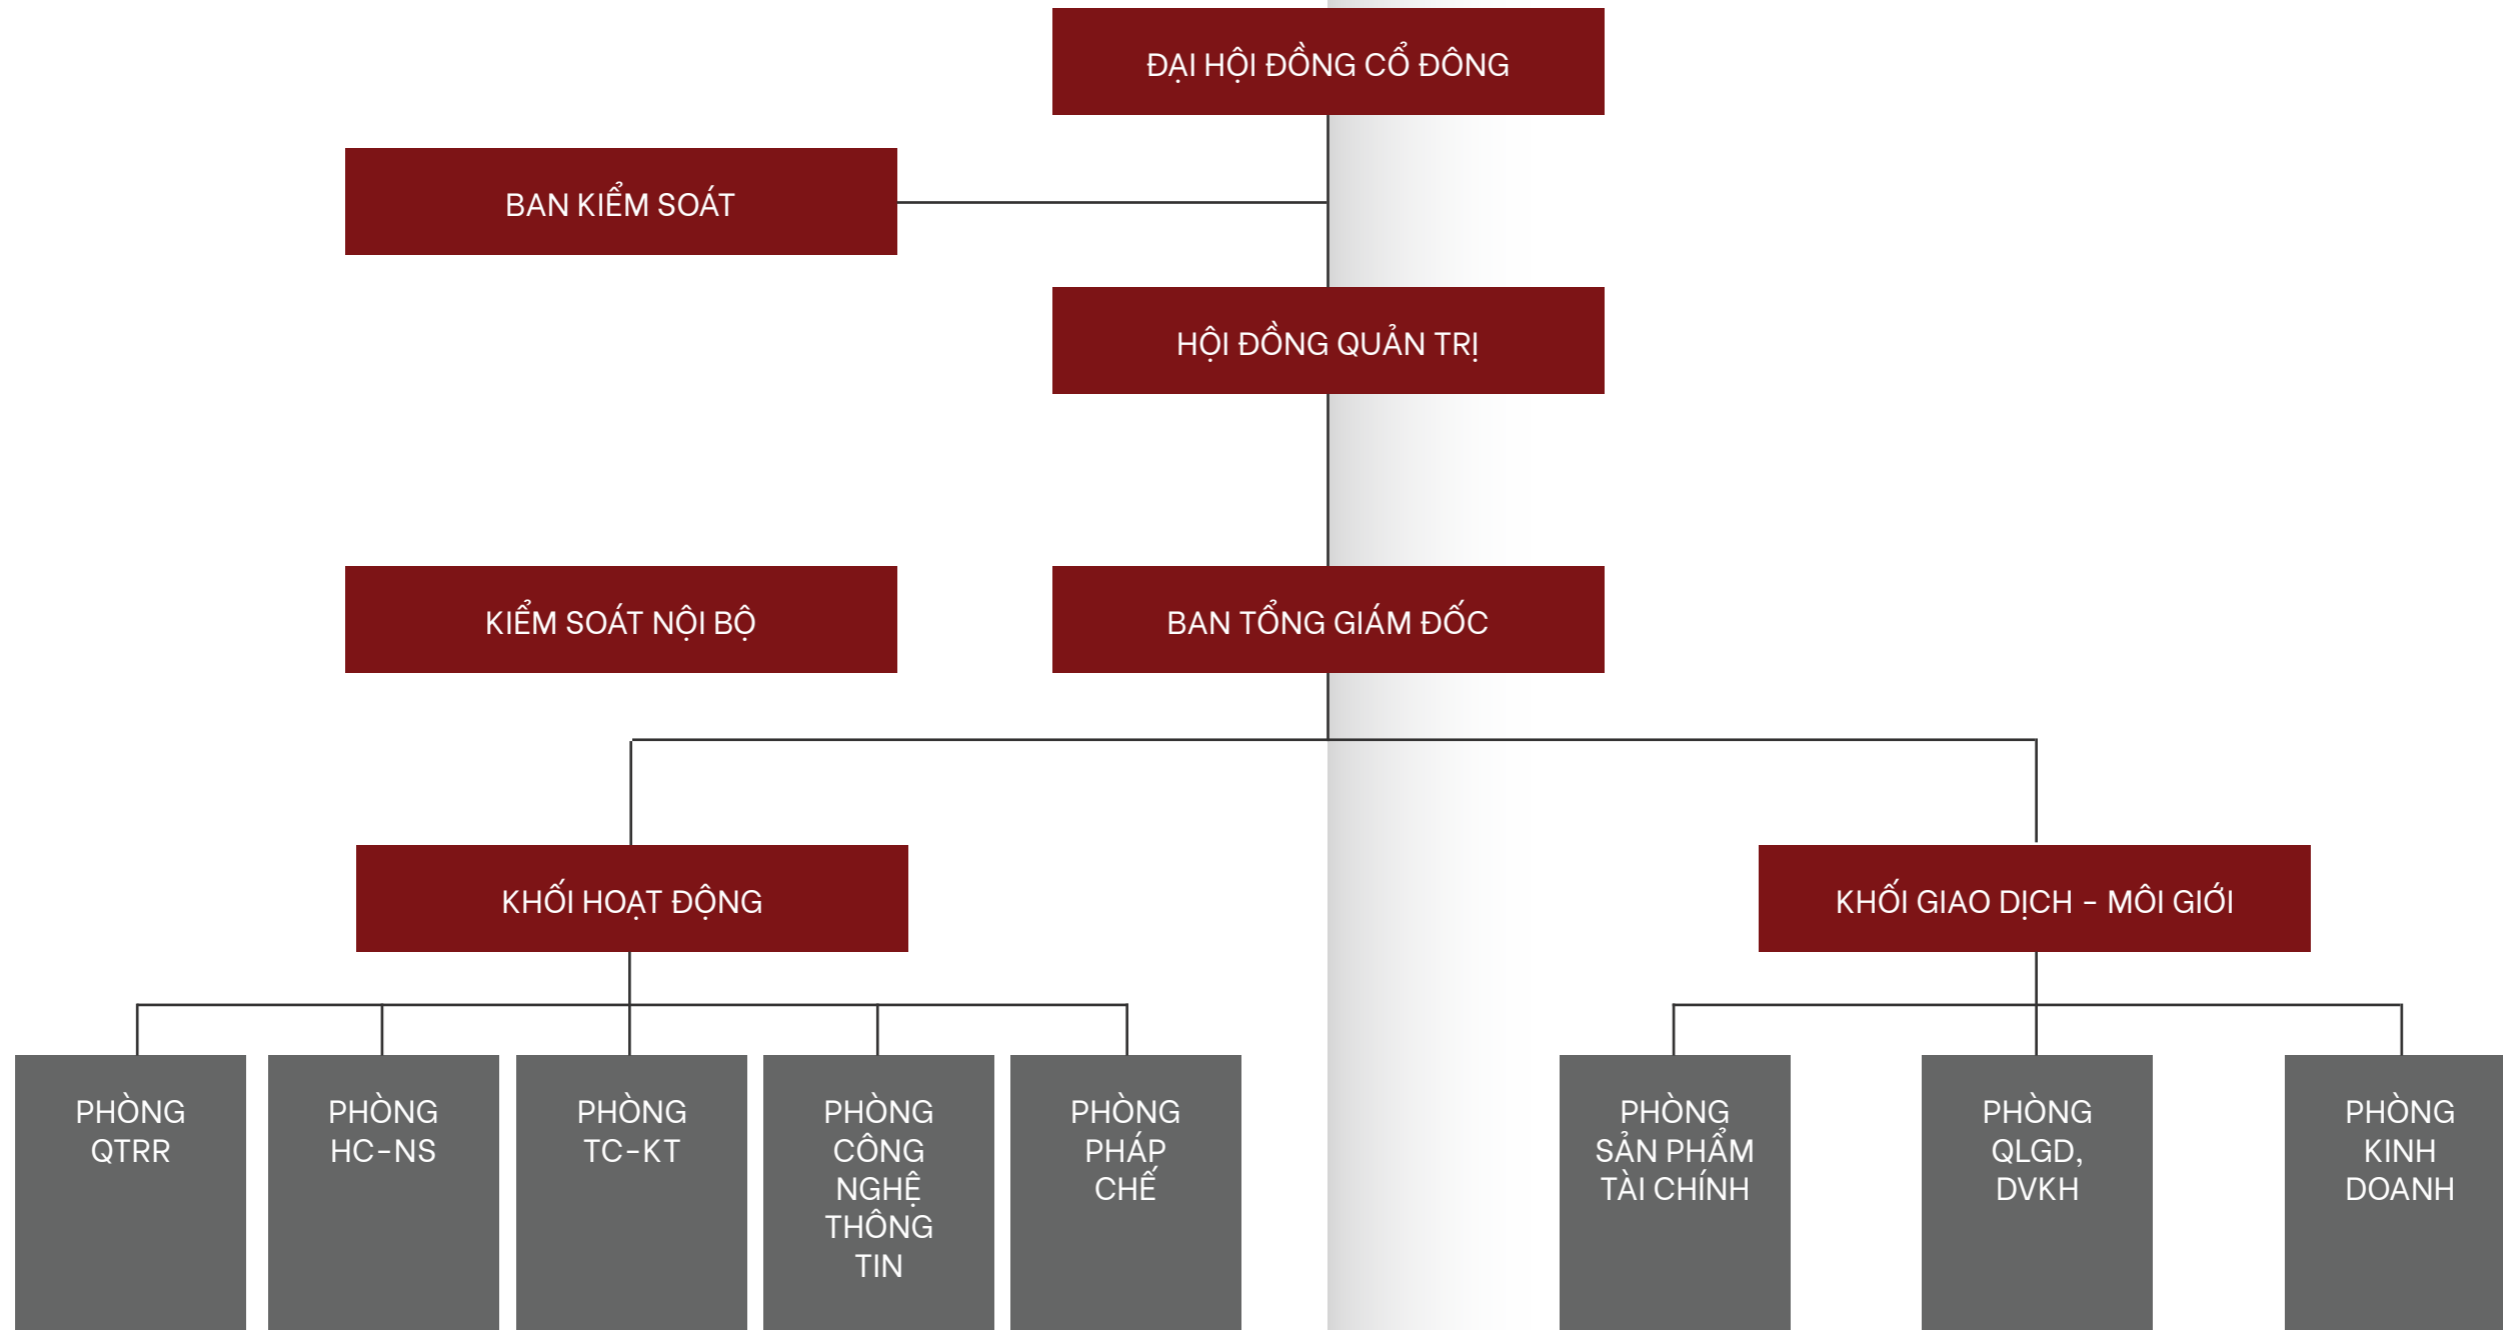 ĐẠI HỘI ĐỒNG CỔ ĐÔNG
BAN KIỂM SOÁT
HỘI ĐỒNG QUẢN TRỊ
KIỂM SOÁT NỘI BỘ
BAN TỔNG GIÁM ĐỐC
KHỐI HOẠT ĐỘNG
KHỐI GIAO DỊCH – MÔI GIỚI
PHÒNG
QTRR
PHÒNG
HC-NS
PHÒNG
TC-KT
PHÒNG
CÔNG
NGHỆ
THÔNG
TIN
PHÒNG
PHÁP
CHẾ
PHÒNG
SẢN PHẨM
TÀI CHÍNH
PHÒNG
QLGD,
DVKH
PHÒNG
KINH
DOANH